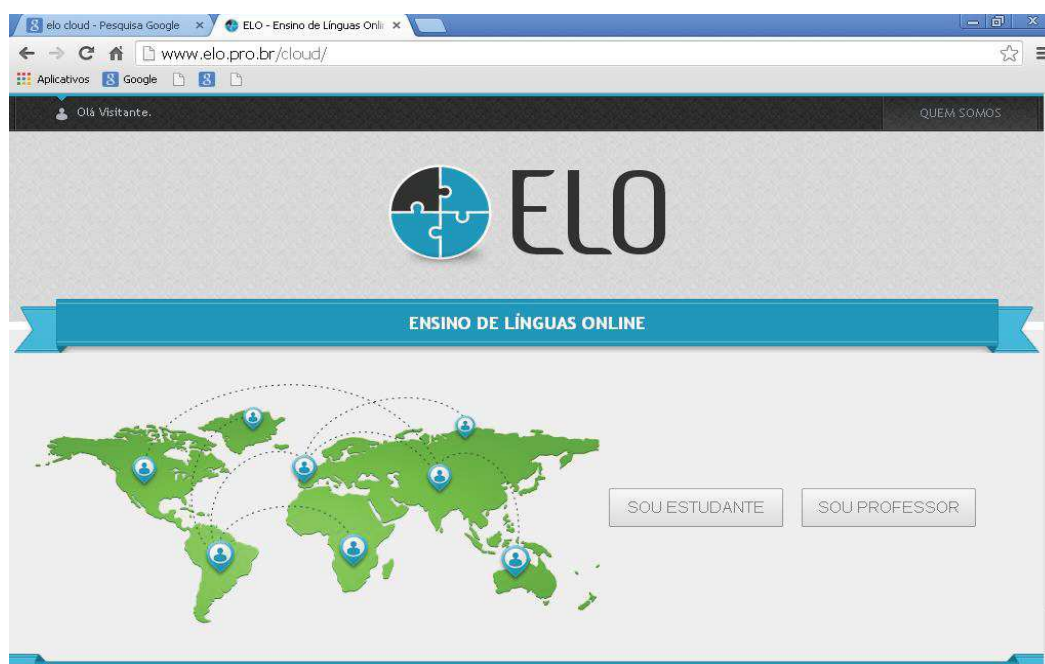 elo cloud - Pesquisa Google
ELO - Ensino de Línguas Onli
www.elo.pro.br/cloud/
Aplicativos
Google
Olá Visitante.
QUEM SOMOS
ELO
ENSINO DE LÍNGUAS ONLINE
SOU ESTUDANTE
SOU PROFESSOR